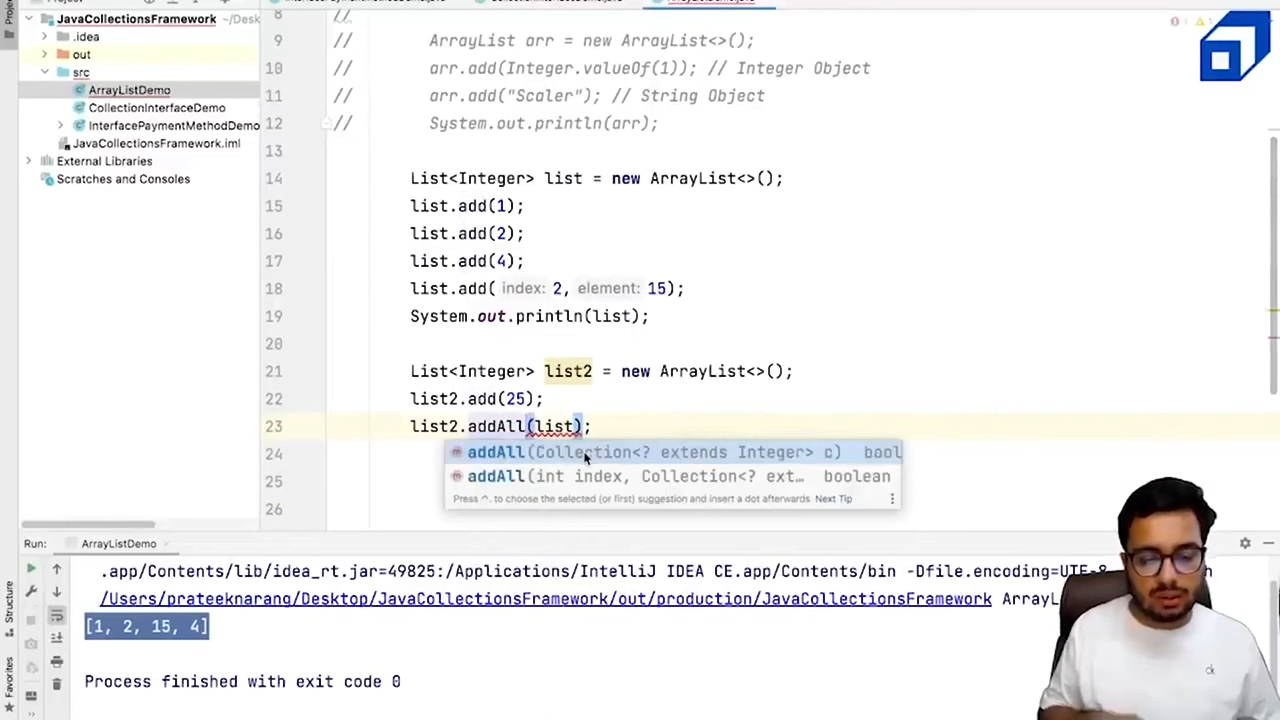 JavaCollectionsFramework ~/Desk
.idea
out
src
ArrayListDemo
CollectionInterfaceDemo
InterfacePaymentMethodDemo
JavaCollectionsFramework.iml
External Libraries
Scratches and Consoles
8 //
9 // ArrayList arr = new ArrayList<>();
10 // arr.add(Integer.valueOf(1)); // Integer Object
11 // arr.add("Scaler"); // String Object
12 // System.out.println(arr);
13
14 List<Integer> list = new ArrayList<>();
15 list.add(1);
16 list.add(2);
17 list.add(4);
18 list.add( index: 2, element: 15);
19 System.out.println(list);
20
21 List<Integer> list2 = new ArrayList<>();
22 list2.add(25);
23 list2.addAll(list);
24 addAll(Collection<? extends Integer> c) bool
25 addAll(int index, Collection<? ext… boolean
Press ^. to choose the selected (or first) suggestion and insert a dot afterwards Next Tip
26
Run: ArrayListDemo
.app/Contents/lib/idea_rt.jar=49825:/Applications/IntelliJ IDEA CE.app/Contents/bin -Dfile.encoding=UTF-8
/Users/prateeknarang/Desktop/JavaCollectionsFramework/out/production/JavaCollectionsFramework ArrayL
[1, 2, 15, 4]
Process finished with exit code 0
Structure
Favorites